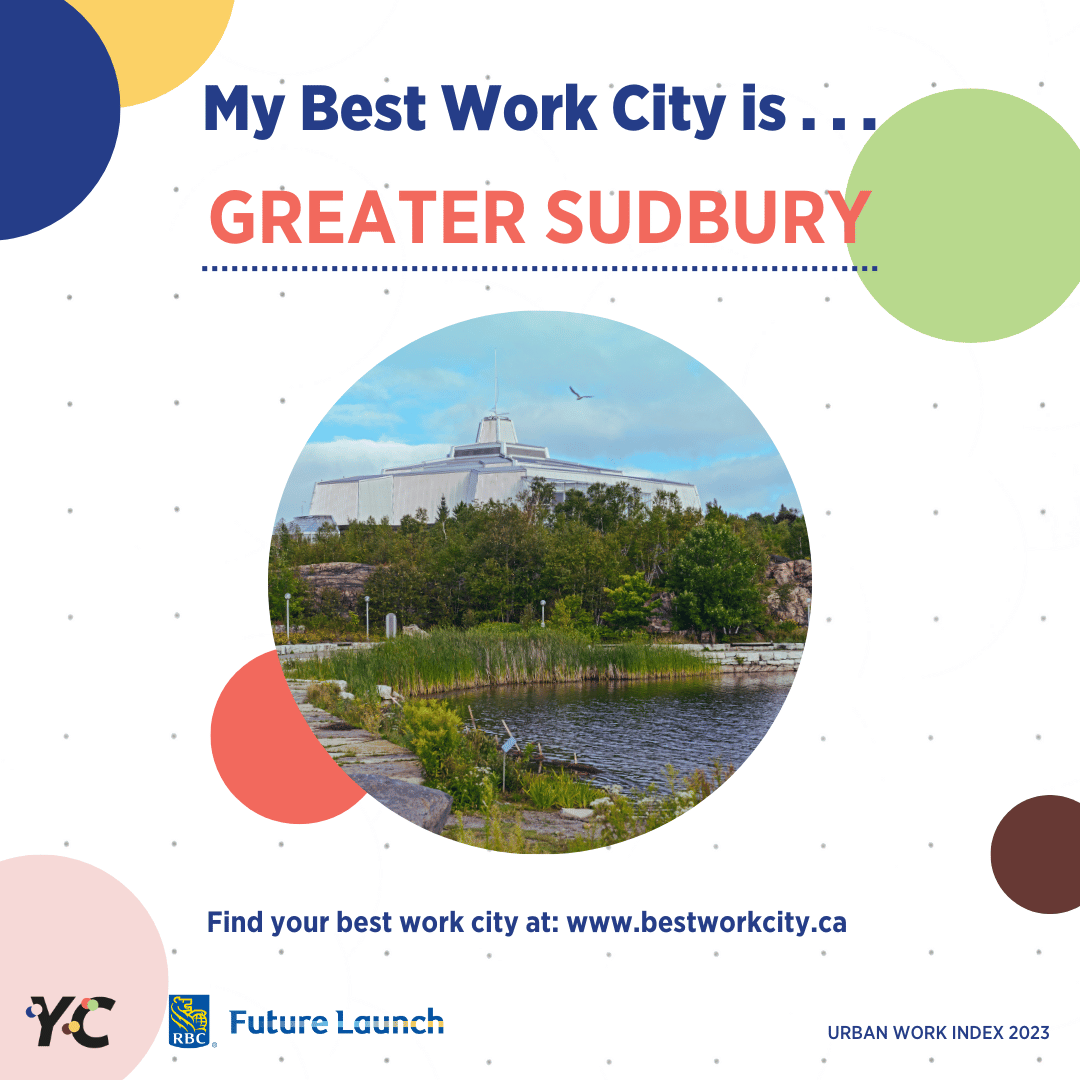 My Best Work City is . . .
GREATER SUDBURY
Find your best work city at: www.bestworkcity.ca
YC
RBC ®
Future Launch
URBAN WORK INDEX 2023